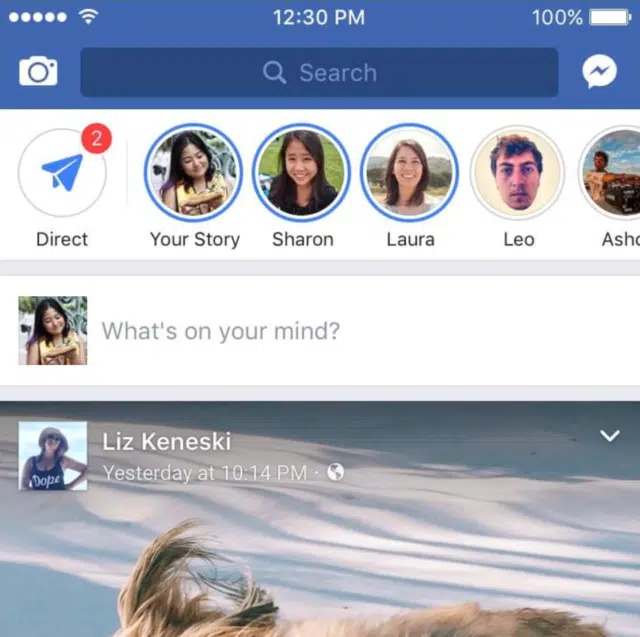 12:30 PM 100%
Search
2
Direct Your Story Sharon Laura Leo Asho
What's on your mind?
Liz Keneski
Yesterday at 10:14 PM ·
Dope